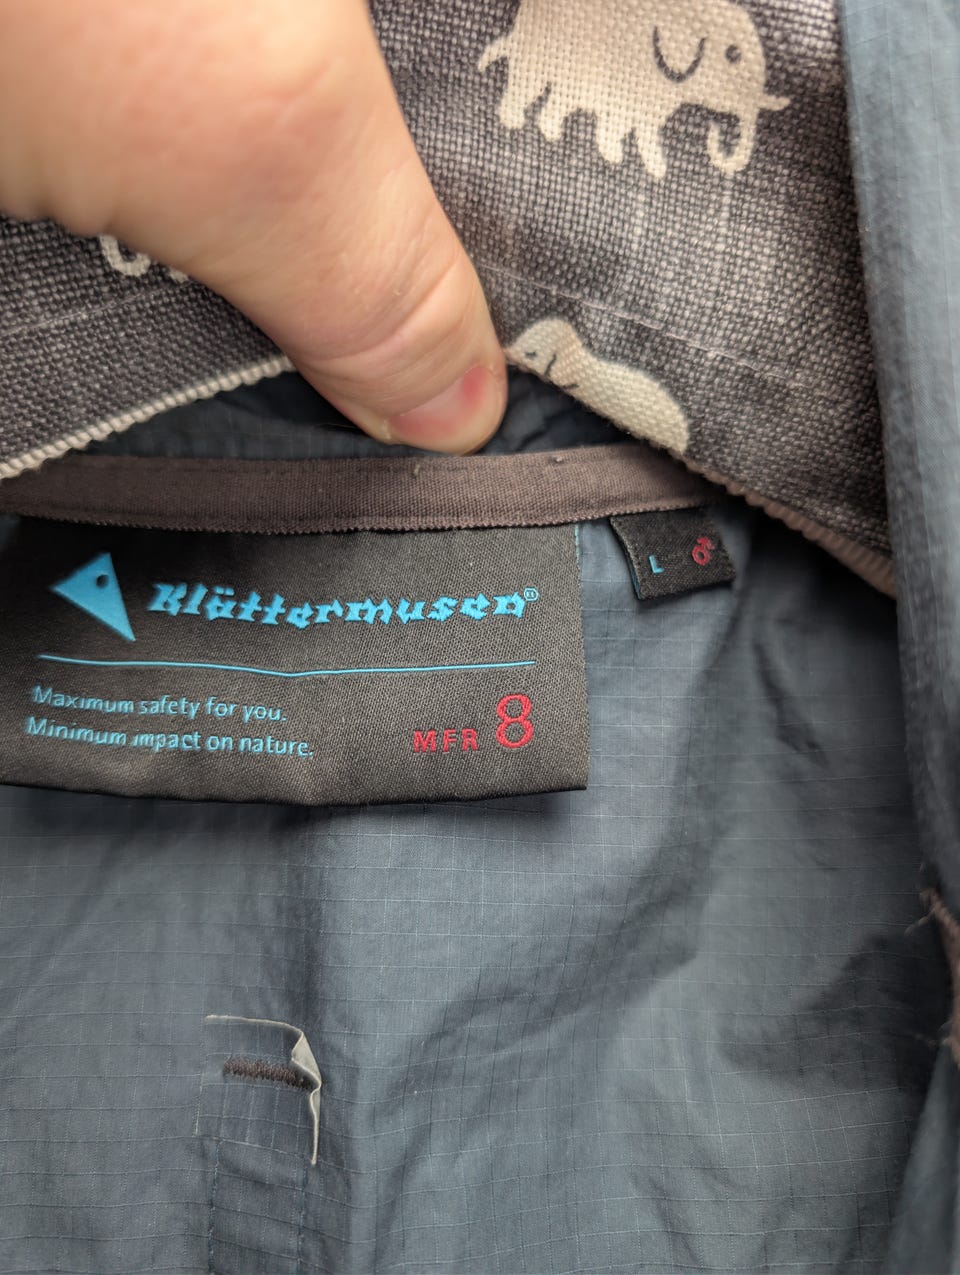 Klättermusen®
Maximum safety for you.
Minimum impact on nature.
MFR 8
L ♂